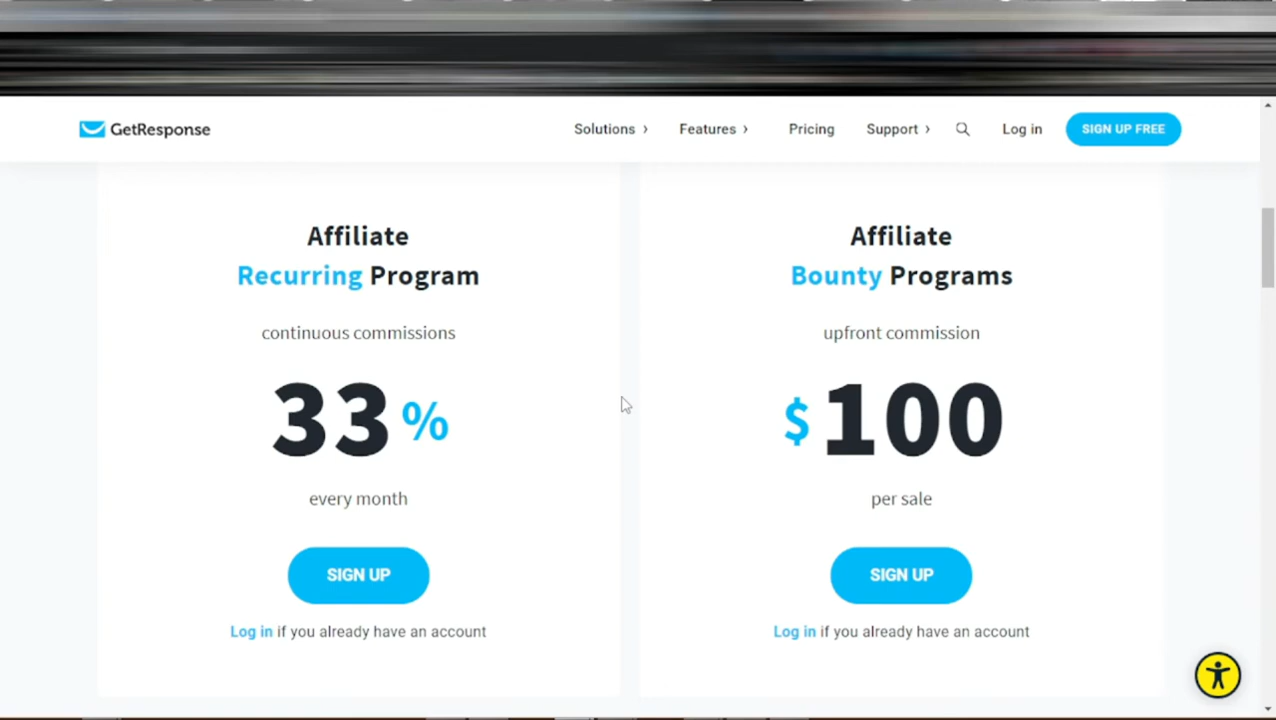 GetResponse
Solutions
Features
Pricing
Support
Log in
SIGN UP FREE
Affiliate
Recurring Program
continuous commissions
33%
every month
SIGN UP
Log in if you already have an account
Affiliate
Bounty Programs
upfront commission
$100
per sale
SIGN UP
Log in if you already have an account